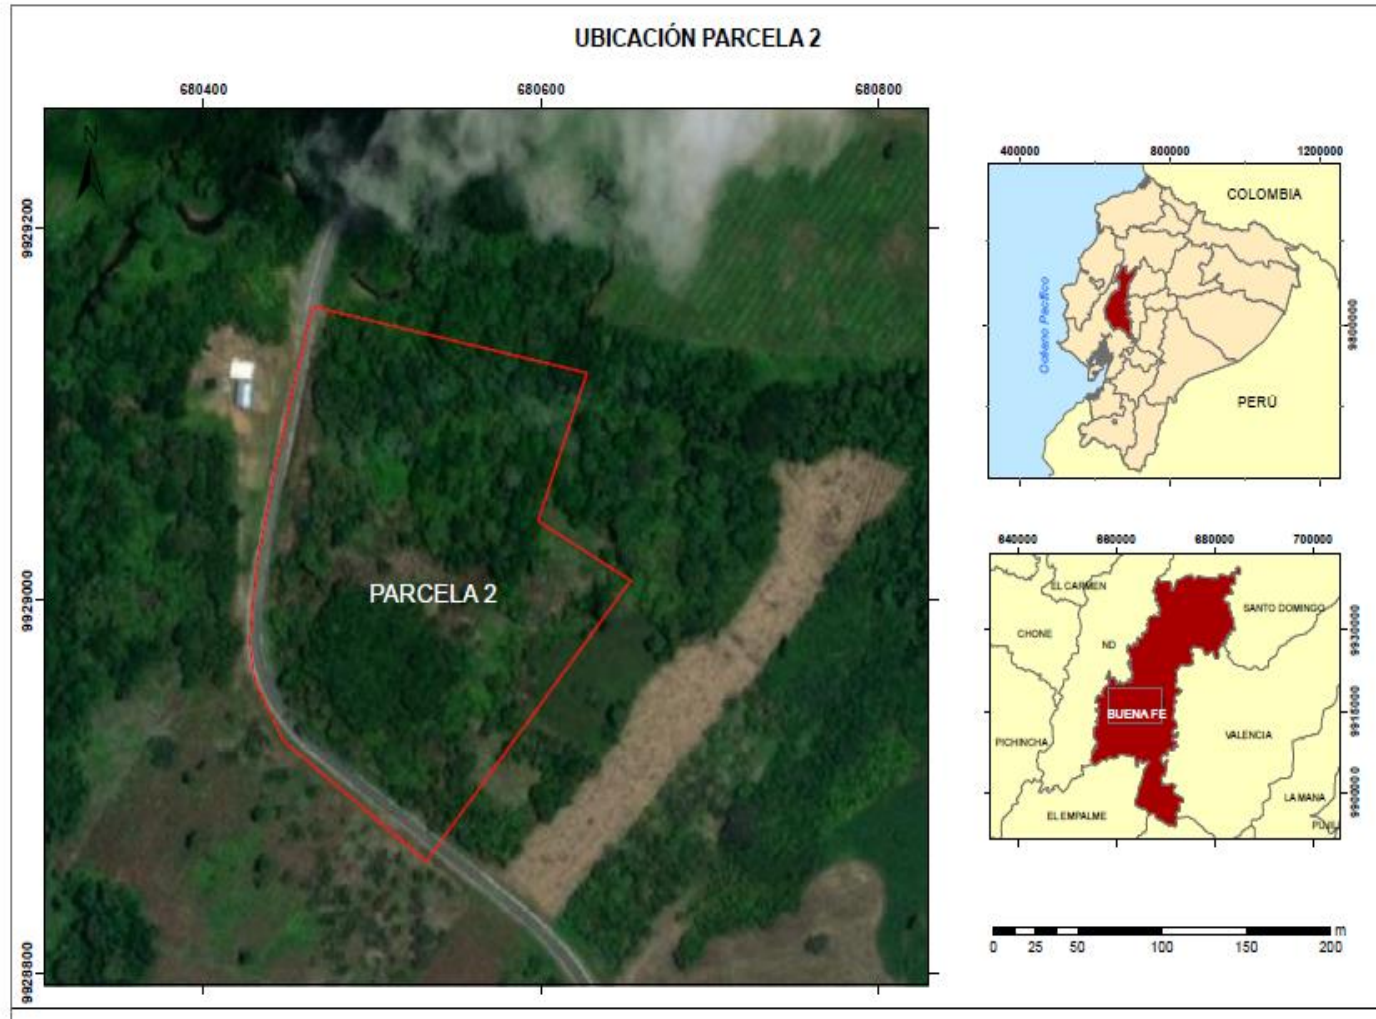 UBICACIÓN PARCELA 2
680400
680600
680800
N
9929200
9929000
9928800
PARCELA 2
400000
800000
1200000
COLOMBIA
Océano Pacífico
9800000
PERÚ
640000
660000
680000
700000
EL CARMEN
SANTO DOMINGO
CHONE
ND
9930000
BUENA FE
9915000
PICHINCHA
VALENCIA
9900000
LA MANA
EL EMPALME
m
0 25 50 100 150 200